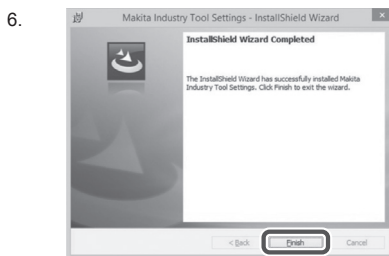 6.
Makita Industry Tool Settings - InstallShield Wizard
InstallShield Wizard Completed
The InstallShield Wizard has successfully installed Makita
Industry Tool Settings. Click Finish to exit the wizard.
< Back
Finish
Cancel